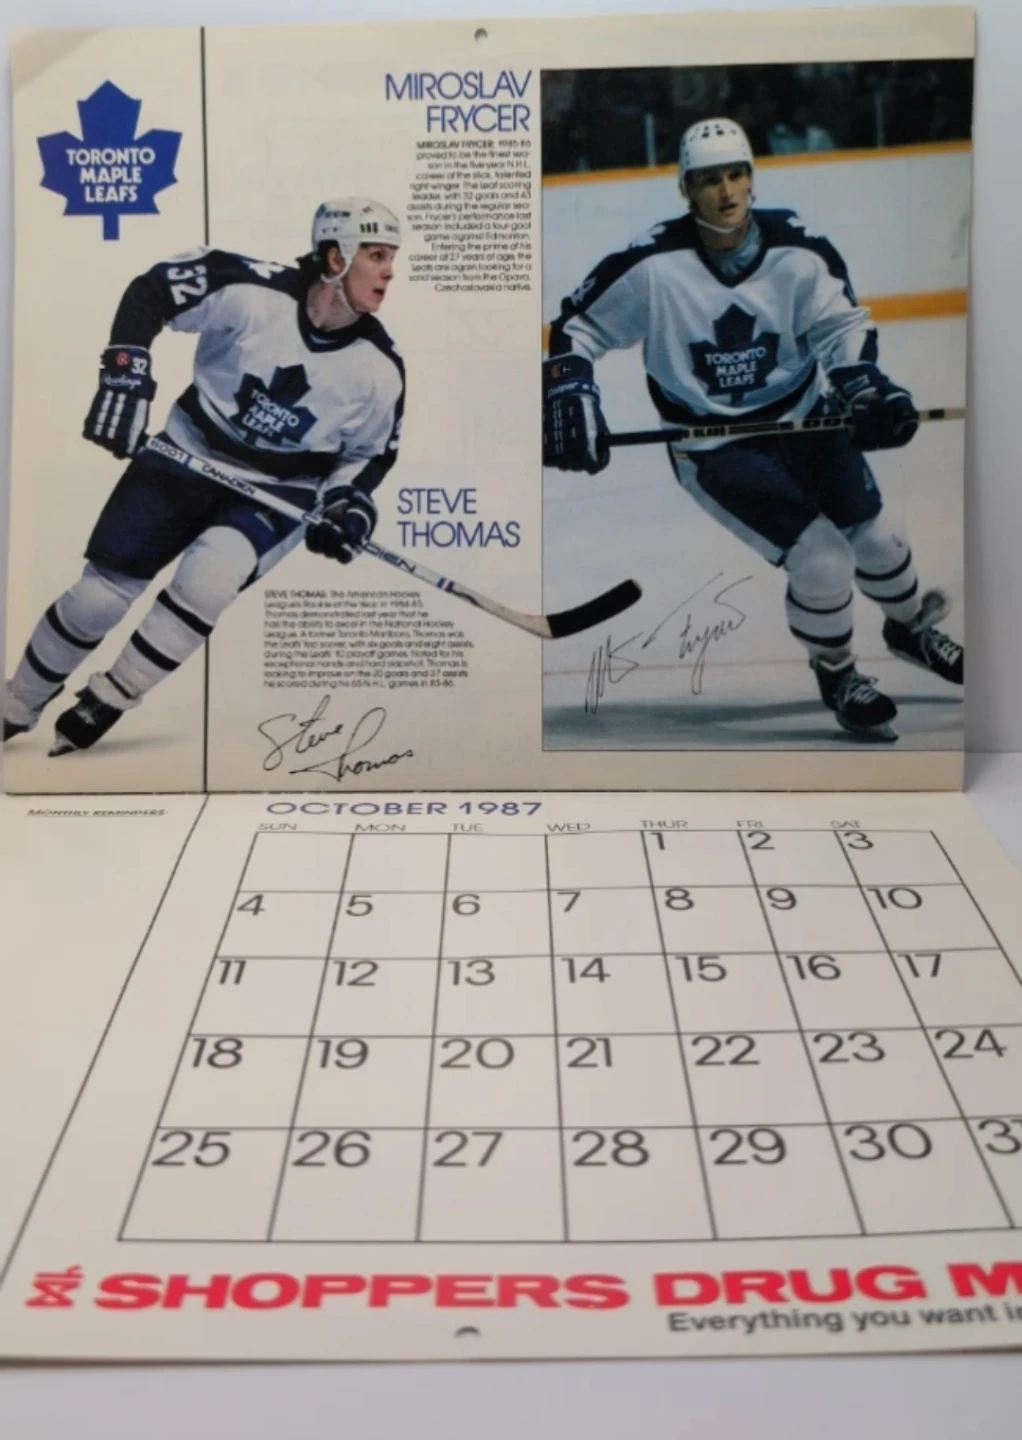 TORONTO
MAPLE
LEAFS
MIROSLAV
FRYCER
MIROSLAV FRYCER: 1985-86
proved to be the finest sea-
son in the five year N.H.L.
career of the slick, talented
right winger. The Leaf scoring
leader, with 32 goals and 43
assists during the regular sea-
son, Frycer's performance last
season included a four goal
game against Edmonton.
Entering the prime of his
career at 27 years of age, the
Leafs are again looking for a
solid season from the Opava,
Czechoslovakia native.
32
32
Rawlings
TORONTO
MAPLE
LEAFS
CANADIEN
DIEN
TORONTO
MAPLE
LEAFS
STEVE
THOMAS
STEVE THOMAS: The American Hockey
League's Rookie of the Year in 1984-85,
Thomas demonstrated last year that he
has the ability to excel in the National Hockey
League. A former Toronto Marlboro, Thomas was
the Leafs' top scorer, with six goals and eight assists,
during the Leafs' 10 playoff games. Noted for his
exceptional hands and hard slapshot, Thomas is
looking to improve on the 20 goals and 37 assists
he scored during his 65 N.H.L. games in 85-86.
Steve
Thomas
MONTHLY REMINDERS:
OCTOBER 1987
SUN MON TUE WED THUR FRI SAT
1 2 3
4 5 6 7 8 9 10
11 12 13 14 15 16 17
18 19 20 21 22 23 24
25 26 27 28 29 30 31
SHOPPERS DRUG M
Everything you want in